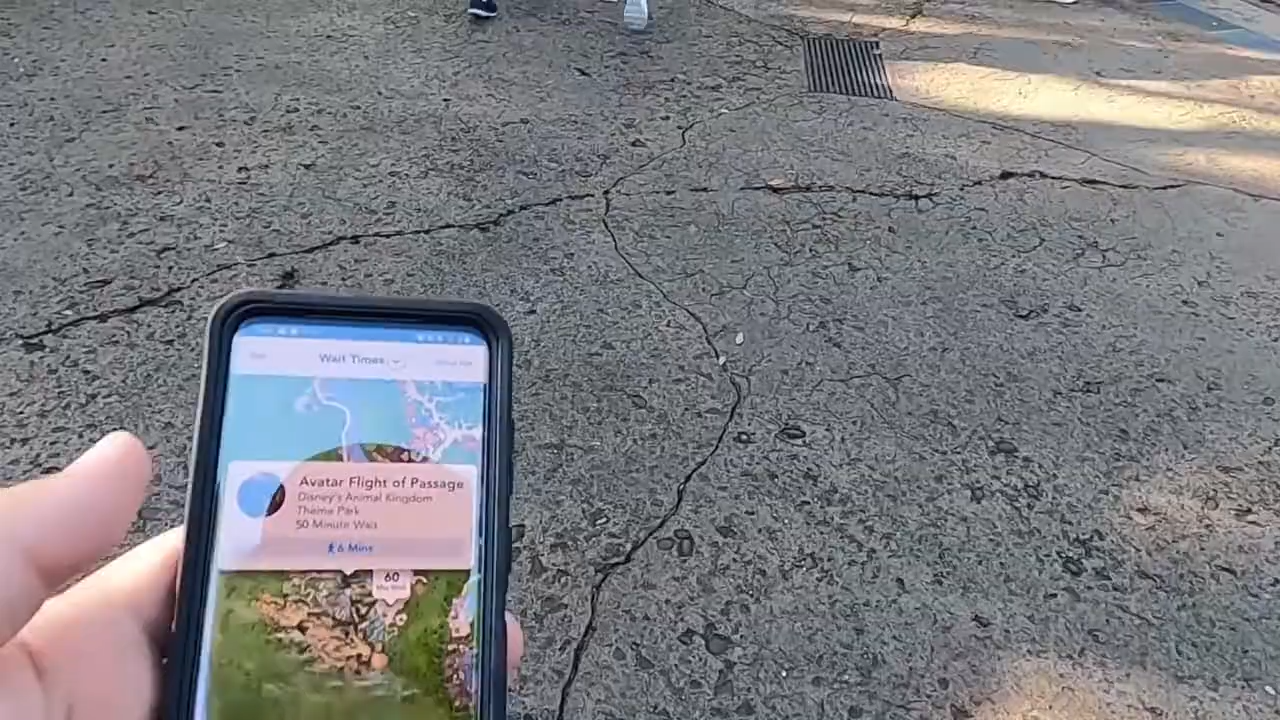 Wait Times
Avatar Flight of Passage
Disney's Animal Kingdom
Theme Park
50 Minute Wait
6 Mins
60